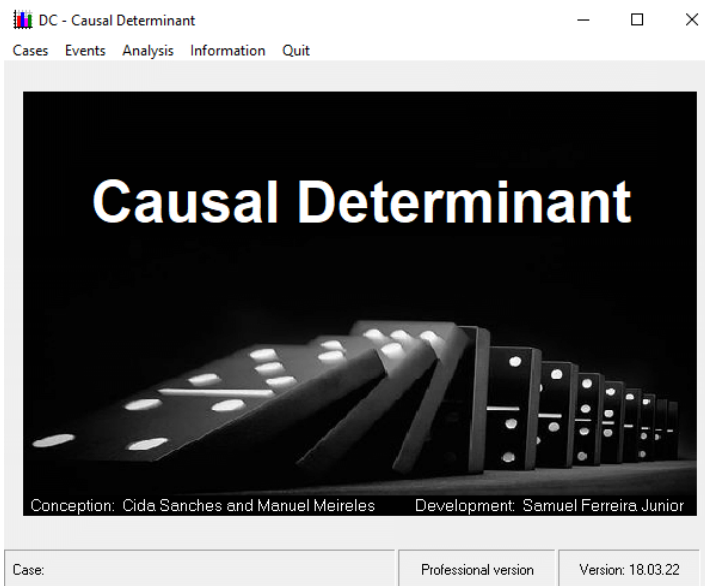 DC - Causal Determinant
Cases Events Analysis Information Quit
Causal Determinant
Conception: Cida Sanches and Manuel Meireles Development: Samuel Ferreira Junior
Case: Professional version Version: 18.03.22